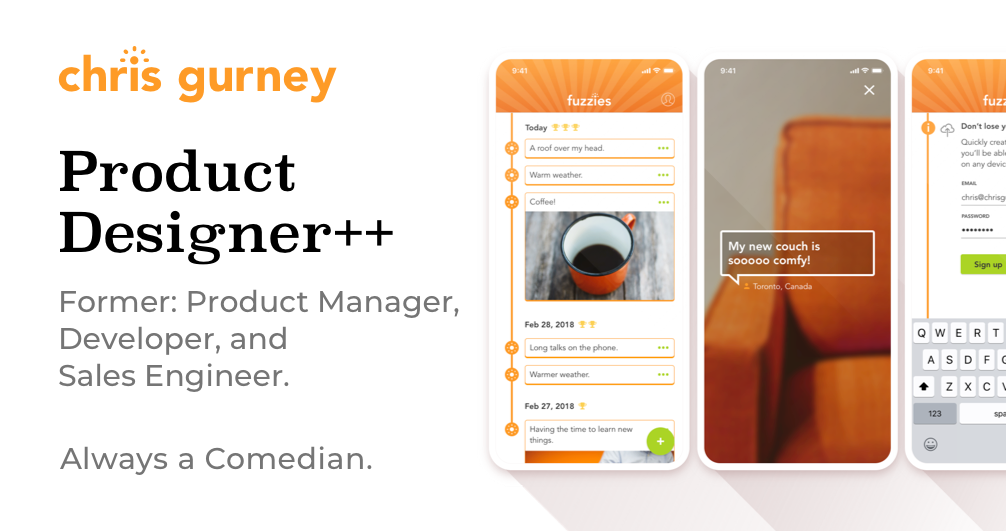 chris gurney
Product
Designer++
Former: Product Manager,
Developer, and
Sales Engineer.
Always a Comedian.
9:41
fuzzies
Today
A roof over my head.
Warm weather.
Coffee!
Feb 28, 2018
Long talks on the phone.
Warmer weather.
Feb 27, 2018
Having the time to learn new
things.
+
9:41
My new couch is
sooooo comfy!
Toronto, Canada
9:41
fuz
Don't lose y
Quickly creat
you'll be abl
on any devic
EMAIL
chris@chrisg
PASSWORD
Sign up
Q W E R T
A S D F
Z X C
123
spa